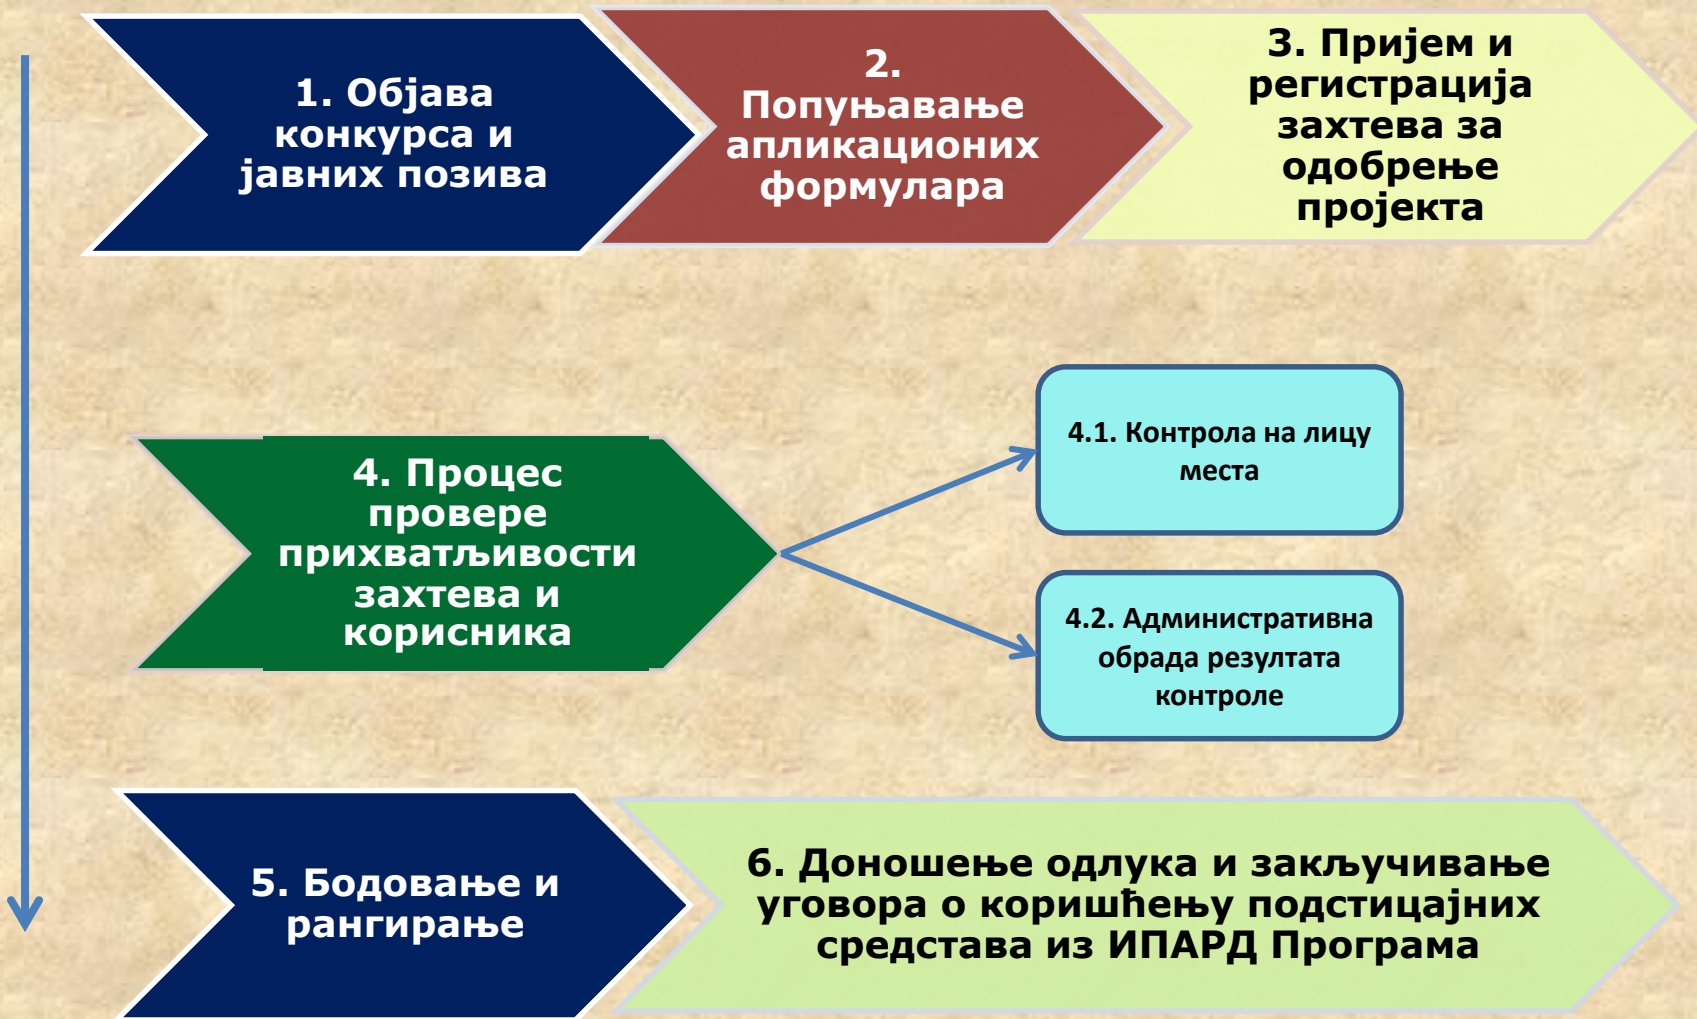 1. Објава
конкурса и
јавних позива
2.
Попуњавање
апликационих
формулара
3. Пријем и
регистрација
захтева за
одобрење
пројекта
4. Процес
провере
прихватљивости
захтева и
корисника
4.1. Контрола на лицу
места
4.2. Административна
обрада резултата
контроле
5. Бодовање и
рангирање
6. Доношење одлука и закључивање
уговора о коришћењу подстицајних
средстава из ИПАРД Програма